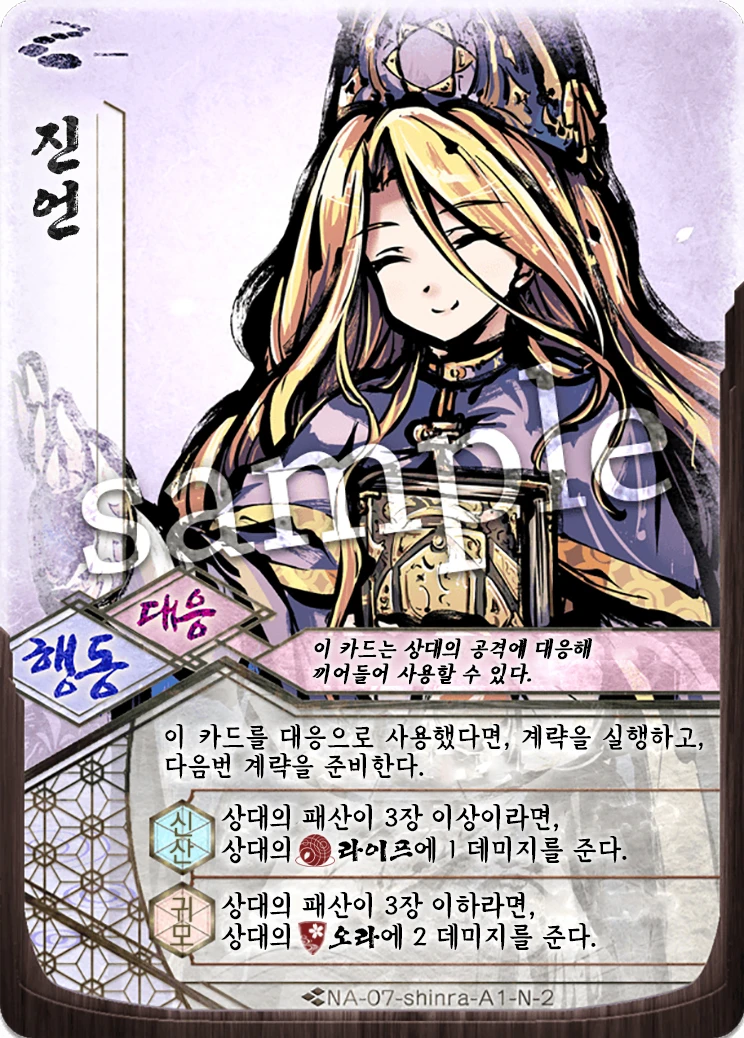 진언
sample
대응
행동
이 카드는 상대의 공격에 대응해
끼어들어 사용할 수 있다.
이 카드를 대응으로 사용했다면, 계략을 실행하고,
다음번 계략을 준비한다.
신산
상대의 패산이 3장 이상이라면,
상대의 라이프에 1 데미지를 준다.
귀모
상대의 패산이 3장 이하라면,
상대의 오라에 2 데미지를 준다.
NA-07-shinra-A1-N-2